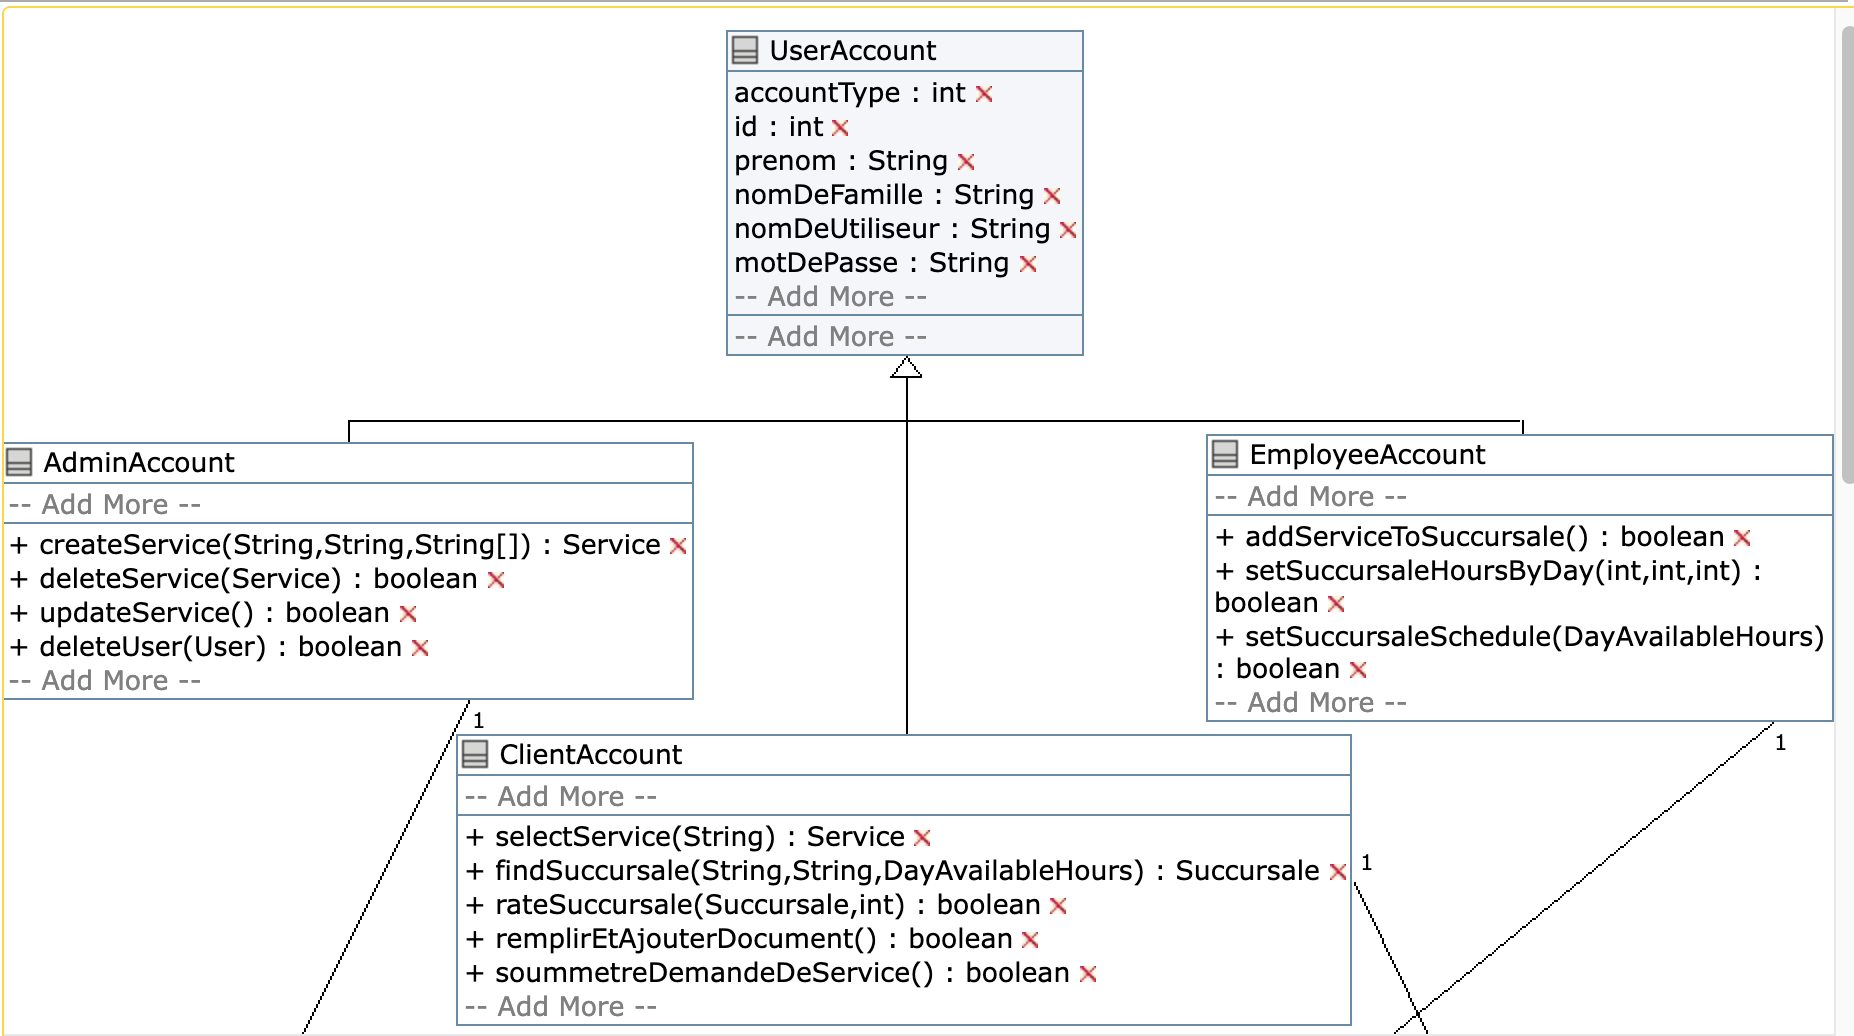 UserAccount
accountType : int
id : int
prenom : String
nomDeFamille : String
nomDeUtiliseur : String
motDePasse : String
-- Add More --
-- Add More --
AdminAccount
-- Add More --
+ createService(String,String,String[]) : Service
+ deleteService(Service) : boolean
+ updateService() : boolean
+ deleteUser(User) : boolean
-- Add More --
1
EmployeeAccount
-- Add More --
+ addServiceToSuccursale() : boolean
+ setSuccursaleHoursByDay(int,int,int) :
boolean
+ setSuccursaleSchedule(DayAvailableHours)
: boolean
-- Add More --
1
ClientAccount
-- Add More --
+ selectService(String) : Service
+ findSuccursale(String,String,DayAvailableHours) : Succursale
+ rateSuccursale(Succursale,int) : boolean
+ remplirEtAjouterDocument() : boolean
+ soummetreDemandeDeService() : boolean
-- Add More --
1